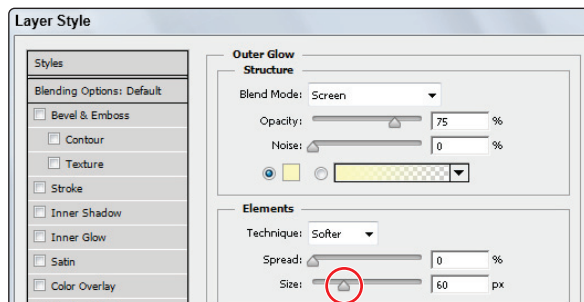 Layer Style
Styles
Blending Options: Default
Bevel & Emboss
Contour
Texture
Stroke
Inner Shadow
Inner Glow
Satin
Color Overlay
Outer Glow
Structure
Blend Mode: Screen
Opacity: 75 %
Noise: 0 %
Elements
Technique: Softer
Spread: 0 %
Size: 60 px